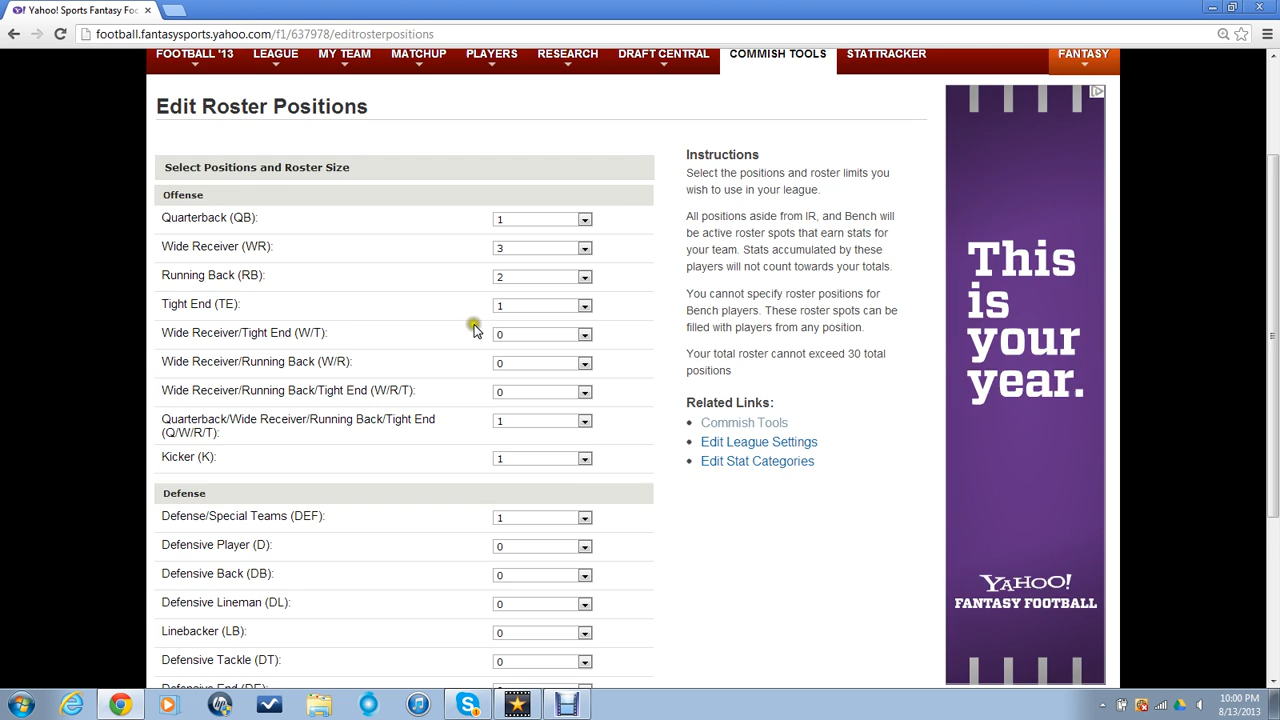 Yahoo! Sports Fantasy Foo
football.fantasysports.yahoo.com/f1/637978/editrosterpositions
FOOTBALL '13 LEAGUE MY TEAM MATCHUP PLAYERS RESEARCH DRAFT CENTRAL COMMISH TOOLS STATTRACKER FANTASY
Edit Roster Positions
Select Positions and Roster Size
Offense
Quarterback (QB): 1
Wide Receiver (WR): 3
Running Back (RB): 2
Tight End (TE): 1
Wide Receiver/Tight End (W/T): 0
Wide Receiver/Running Back (W/R): 0
Wide Receiver/Running Back/Tight End (W/R/T): 0
Quarterback/Wide Receiver/Running Back/Tight End
(Q/W/R/T): 1
Kicker (K): 1
Defense
Defense/Special Teams (DEF): 1
Defensive Player (D): 0
Defensive Back (DB): 0
Defensive Lineman (DL): 0
Linebacker (LB): 0
Defensive Tackle (DT): 0
Defensive End (DE):
Instructions
Select the positions and roster limits you
wish to use in your league.
All positions aside from IR, and Bench will
be active roster spots that earn stats for
your team. Stats accumulated by these
players will not count towards your totals.
You cannot specify roster positions for
Bench players. These roster spots can be
filled with players from any position.
Your total roster cannot exceed 30 total
positions
Related Links:
Commish Tools
Edit League Settings
Edit Stat Categories
This
is
your
year.
YAHOO!
FANTASY FOOTBALL
10:00 PM
8/13/2013